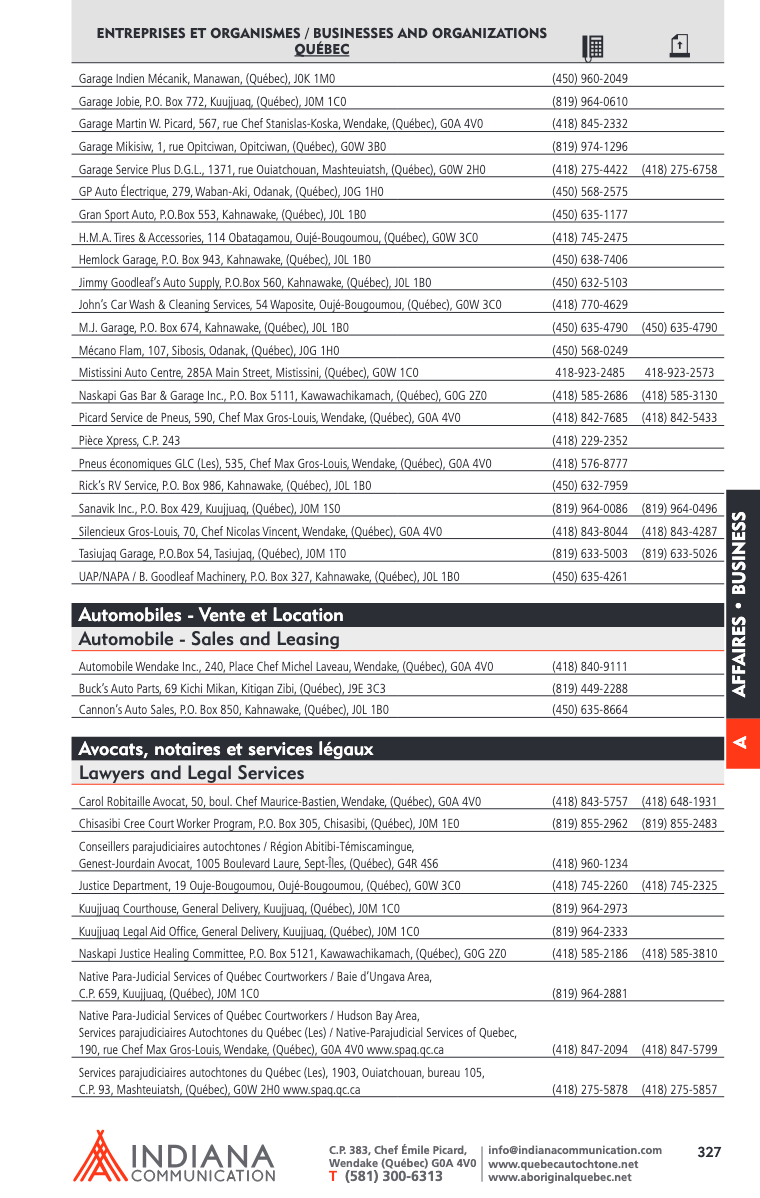 ENTREPRISES ET ORGANISMES / BUSINESSES AND ORGANIZATIONS
QUÉBEC
Garage Indien Mécanik, Manawan, (Québec), J0K 1M0 (450) 960-2049
Garage Jobie, P.O. Box 772, Kuujjuaq, (Québec), J0M 1C0 (819) 964-0610
Garage Martin W. Picard, 567, rue Chef Stanislas-Koska, Wendake, (Québec), G0A 4V0 (418) 845-2332
Garage Mikisiw, 1, rue Opitciwan, Opitciwan, (Québec), G0W 3B0 (819) 974-1296
Garage Service Plus D.G.L., 1371, rue Ouiatchouan, Mashteuiatsh, (Québec), G0W 2H0 (418) 275-4422 (418) 275-6758
GP Auto Électrique, 279, Waban-Aki, Odanak, (Québec), J0G 1H0 (450) 568-2575
Gran Sport Auto, P.O.Box 553, Kahnawake, (Québec), J0L 1B0 (450) 635-1177
H.M.A. Tires & Accessories, 114 Obatagamou, Oujé-Bougoumou, (Québec), G0W 3C0 (418) 745-2475
Hemlock Garage, P.O. Box 943, Kahnawake, (Québec), J0L 1B0 (450) 638-7406
Jimmy Goodleaf's Auto Supply, P.O.Box 560, Kahnawake, (Québec), J0L 1B0 (450) 632-5103
John's Car Wash & Cleaning Services, 54 Waposite, Oujé-Bougoumou, (Québec), G0W 3C0 (418) 770-4629
M.J. Garage, P.O. Box 674, Kahnawake, (Québec), J0L 1B0 (450) 635-4790 (450) 635-4790
Mécano Flam, 107, Sibosis, Odanak, (Québec), J0G 1H0 (450) 568-0249
Mistissini Auto Centre, 285A Main Street, Mistissini, (Québec), G0W 1C0 418-923-2485 418-923-2573
Naskapi Gas Bar & Garage Inc., P.O. Box 5111, Kawawachikamach, (Québec), G0G 2Z0 (418) 585-2686 (418) 585-3130
Picard Service de Pneus, 590, Chef Max Gros-Louis, Wendake, (Québec), G0A 4V0 (418) 842-7685 (418) 842-5433
Pièce Xpress, C.P. 243 (418) 229-2352
Pneus économiques GLC (Les), 535, Chef Max Gros-Louis, Wendake, (Québec), G0A 4V0 (418) 576-8777
Rick's RV Service, P.O. Box 986, Kahnawake, (Québec), J0L 1B0 (450) 632-7959
Sanavik Inc., P.O. Box 429, Kuujjuaq, (Québec), J0M 1S0 (819) 964-0086 (819) 964-0496
Silencieux Gros-Louis, 70, Chef Nicolas Vincent, Wendake, (Québec), G0A 4V0 (418) 843-8044 (418) 843-4287
Tasiujaq Garage, P.O.Box 54, Tasiujaq, (Québec), J0M 1T0 (819) 633-5003 (819) 633-5026
UAP/NAPA / B. Goodleaf Machinery, P.O. Box 327, Kahnawake, (Québec), J0L 1B0 (450) 635-4261
Automobiles - Vente et Location
Automobile - Sales and Leasing
Automobile Wendake Inc., 240, Place Chef Michel Laveau, Wendake, (Québec), G0A 4V0 (418) 840-9111
Buck's Auto Parts, 69 Kichi Mikan, Kitigan Zibi, (Québec), J9E 3C3 (819) 449-2288
Cannon's Auto Sales, P.O. Box 850, Kahnawake, (Québec), J0L 1B0 (450) 635-8664
Avocats, notaires et services légaux
Lawyers and Legal Services
Carol Robitaille Avocat, 50, boul. Chef Maurice-Bastien, Wendake, (Québec), G0A 4V0 (418) 843-5757 (418) 648-1931
Chisasibi Cree Court Worker Program, P.O. Box 305, Chisasibi, (Québec), J0M 1E0 (819) 855-2962 (819) 855-2483
Conseillers parajudiciaires autochtones / Région Abitibi-Témiscamingue,
Genest-Jourdain Avocat, 1005 Boulevard Laure, Sept-Îles, (Québec), G4R 4S6 (418) 960-1234
Justice Department, 19 Ouje-Bougoumou, Oujé-Bougoumou, (Québec), G0W 3C0 (418) 745-2260 (418) 745-2325
Kuujjuaq Courthouse, General Delivery, Kuujjuaq, (Québec), J0M 1C0 (819) 964-2973
Kuujjuaq Legal Aid Office, General Delivery, Kuujjuaq, (Québec), J0M 1C0 (819) 964-2333
Naskapi Justice Healing Committee, P.O. Box 5121, Kawawachikamach, (Québec), G0G 2Z0 (418) 585-2186 (418) 585-3810
Native Para-Judicial Services of Québec Courtworkers / Baie d'Ungava Area,
C.P. 659, Kuujjuaq, (Québec), J0M 1C0 (819) 964-2881
Native Para-Judicial Services of Québec Courtworkers / Hudson Bay Area,
Services parajudiciaires Autochtones du Québec (Les) / Native-Parajudicial Services of Quebec,
190, rue Chef Max Gros-Louis, Wendake, (Québec), G0A 4V0 www.spaq.qc.ca (418) 847-2094 (418) 847-5799
Services parajudiciaires autochtones du Québec (Les), 1903, Ouiatchouan, bureau 105,
C.P. 93, Mashteuiatsh, (Québec), G0W 2H0 www.spaq.qc.ca (418) 275-5878 (418) 275-5857
AFFAIRES • BUSINESS
A
INDIANA
COMMUNICATION
C.P. 383, Chef Émile Picard,
Wendake (Québec) G0A 4V0
T (581) 300-6313
info@indianacommunication.com
www.quebecautochtone.net
www.aboriginalquebec.net
327